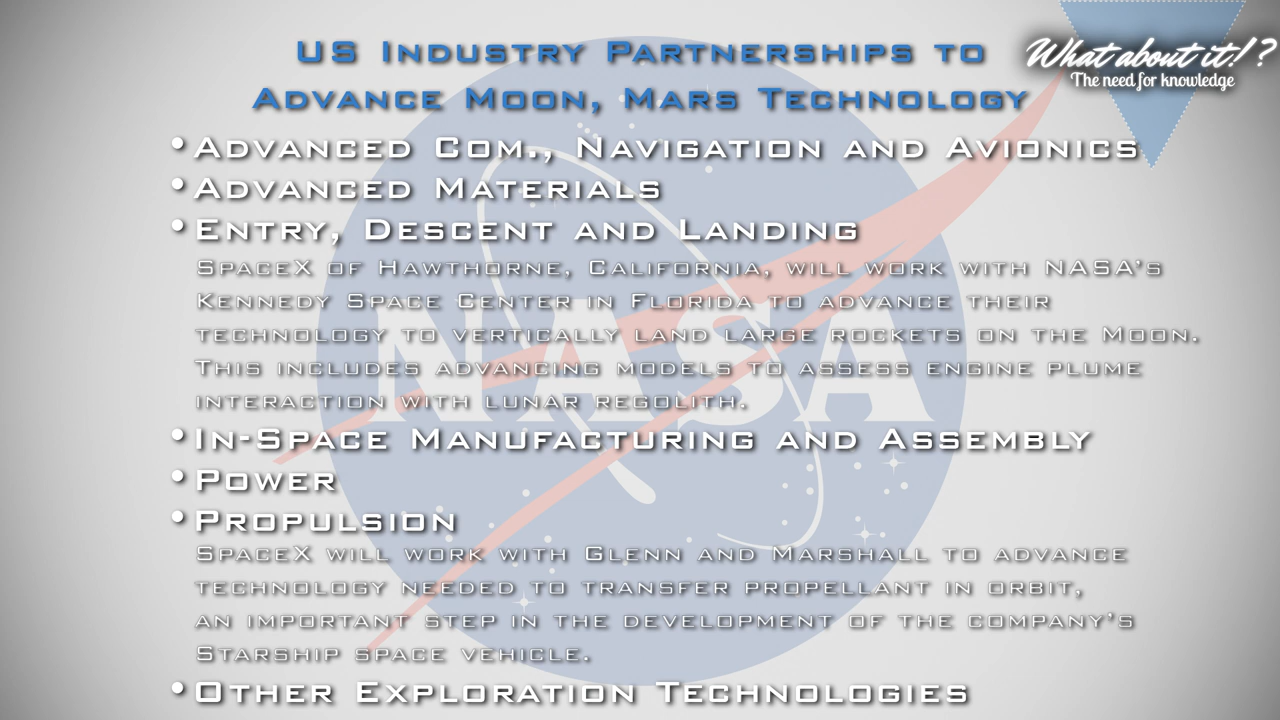 US Industry Partnerships to
Advance Moon, Mars Technology
What about it!?
The need for knowledge
• Advanced Com., Navigation and Avionics
• Advanced Materials
• Entry, Descent and Landing
SpaceX of Hawthorne, California, will work with NASA's
Kennedy Space Center in Florida to advance their
technology to vertically land large rockets on the Moon.
This includes advancing models to assess engine plume
interaction with lunar regolith.
NASA
• In-Space Manufacturing and Assembly
• Power
• Propulsion
SpaceX will work with Glenn and Marshall to advance
technology needed to transfer propellant in orbit,
an important step in the development of the company's
Starship space vehicle.
• Other Exploration Technologies